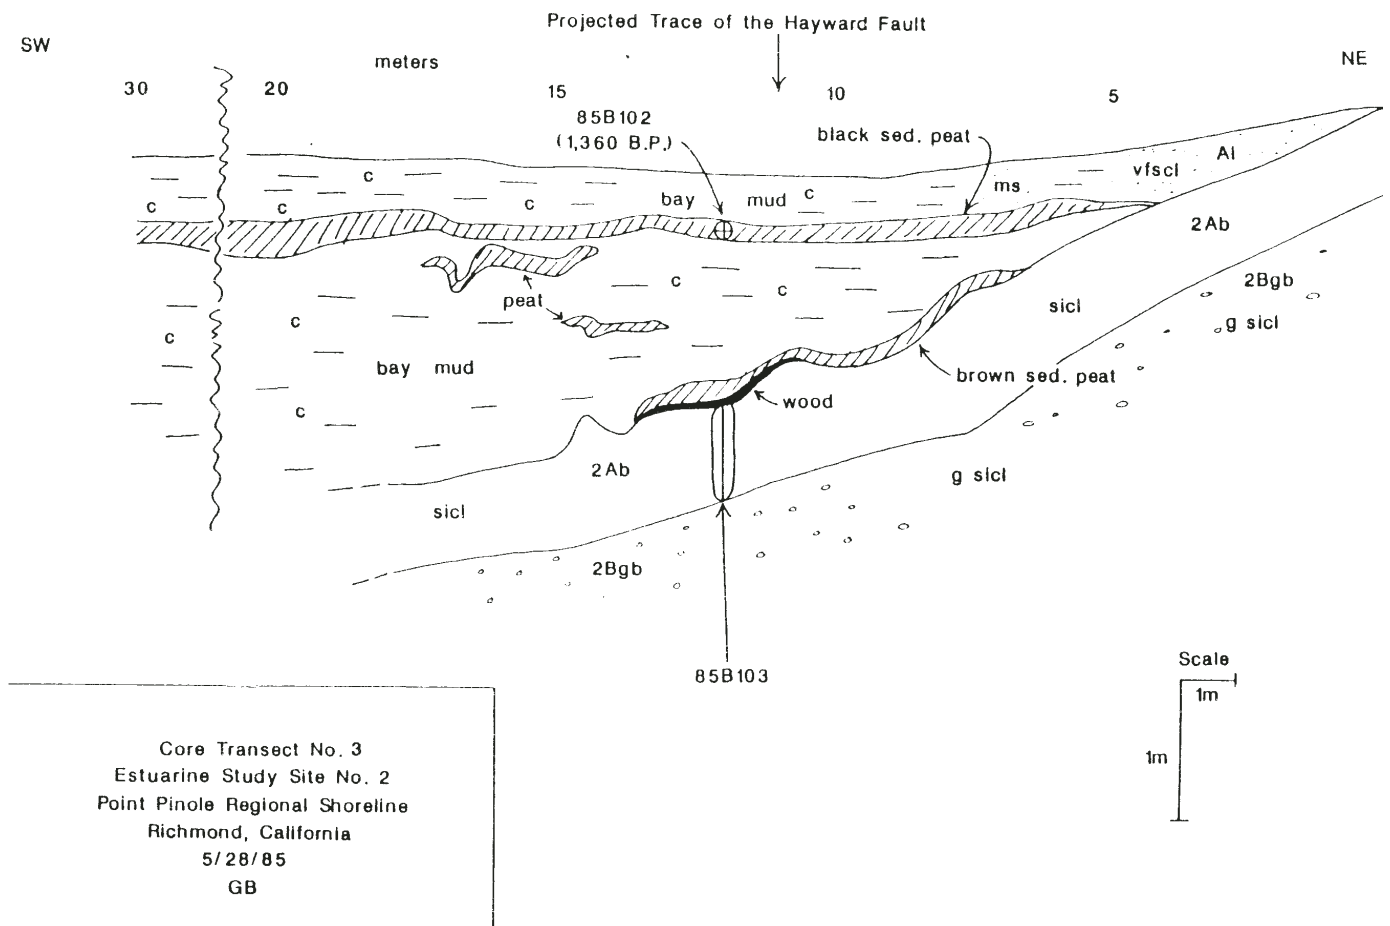 Projected Trace of the Hayward Fault
SW
NE
meters
30
20
15
10
5
85B102
(1,360 B.P.)
black sed. peat
Al
vfscl
ms
c
bay mud
c
c
c
c
2Ab
2Bgb
g sicl
sicl
c
c
peat
c
c
bay mud
brown sed. peat
wood
c
2Ab
g sicl
sicl
2Bgb
85B103
Scale
1m
1m
Core Transect No. 3
Estuarine Study Site No. 2
Point Pinole Regional Shoreline
Richmond, California
5/28/85
GB